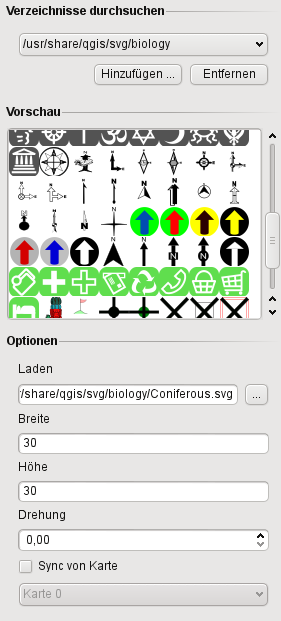 Verzeichnisse durchsuchen
/usr/share/qgis/svg/biology
Hinzufügen ...
Entfernen
Vorschau
Optionen
Laden
/share/qgis/svg/biology/Coniferous.svg
...
Breite
30
Höhe
30
Drehung
0,00
Sync von Karte
Karte 0